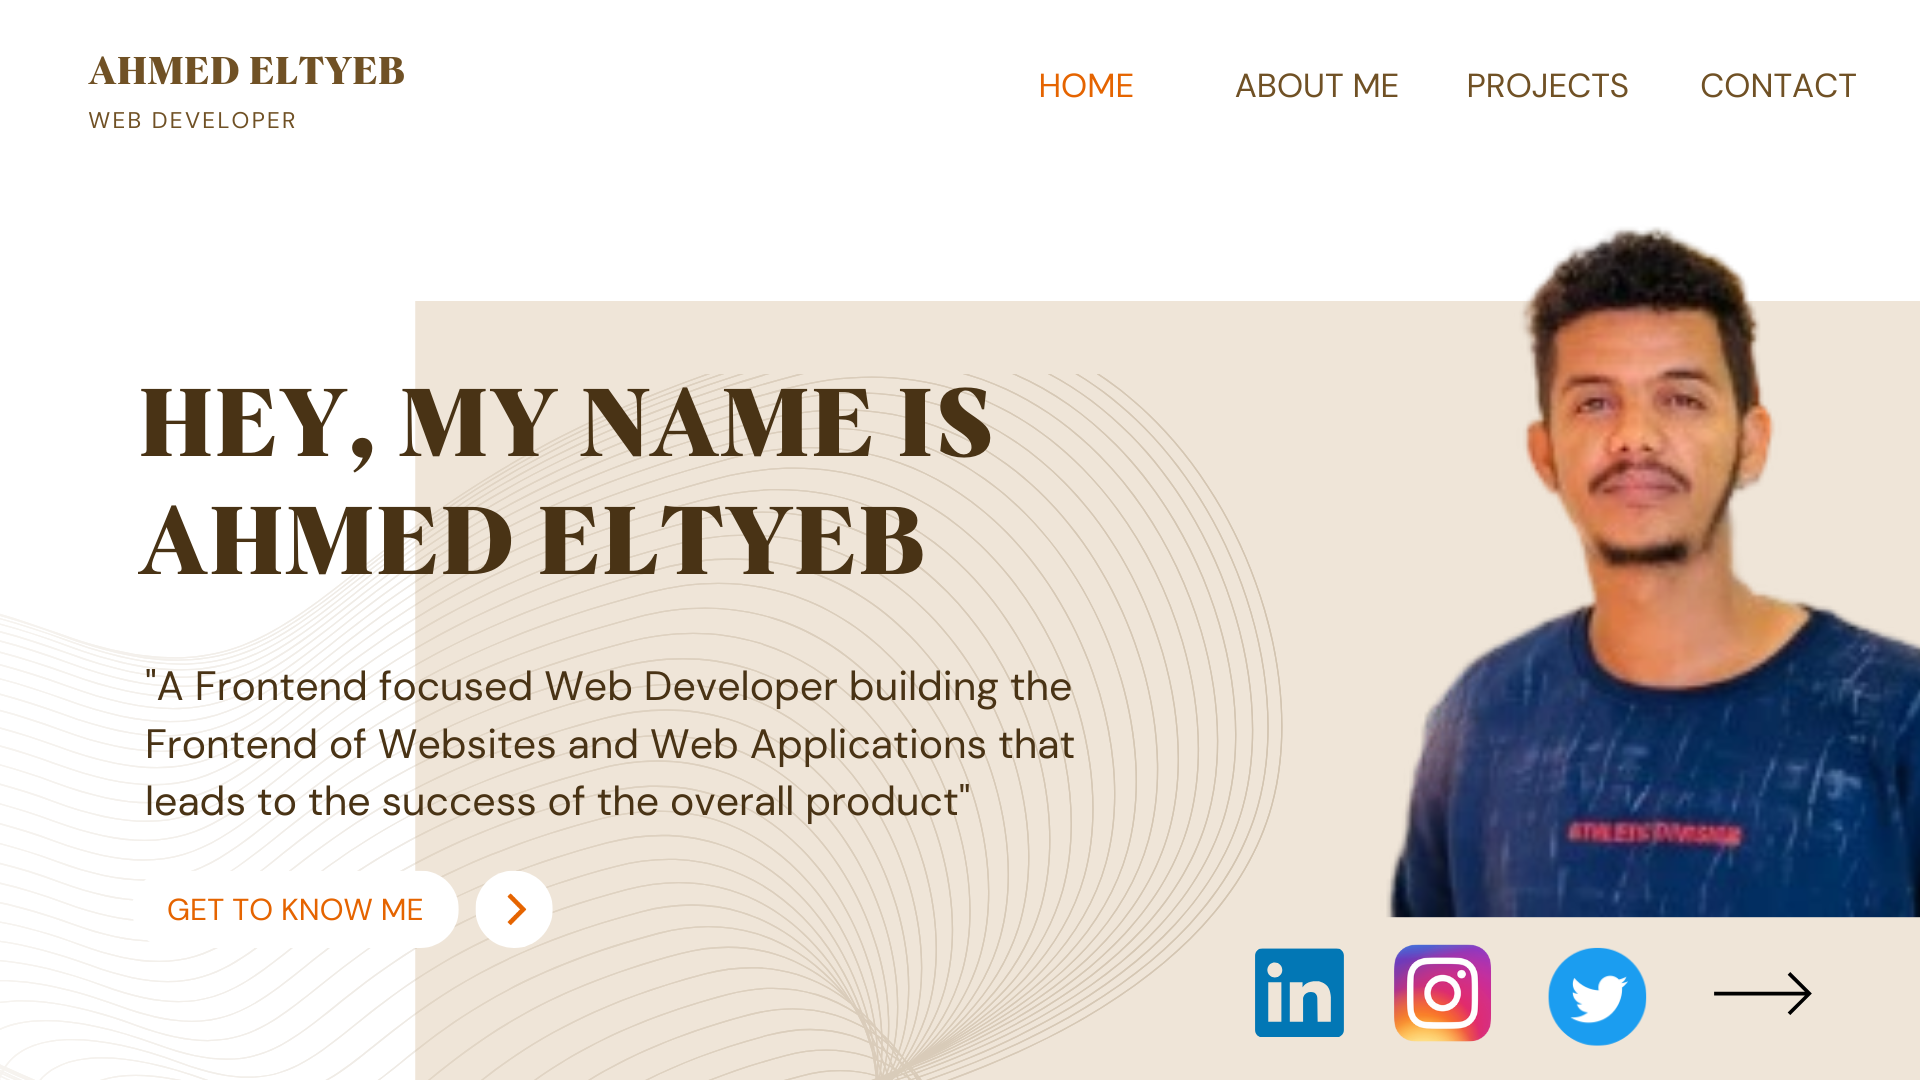 AHMED ELTYEB
WEB DEVELOPER
HOME ABOUT ME PROJECTS CONTACT
HEY, MY NAME IS
AHMED ELTYEB
"A Frontend focused Web Developer building the
Frontend of Websites and Web Applications that
leads to the success of the overall product"
GET TO KNOW ME
ATHLETIC DIVISION
in